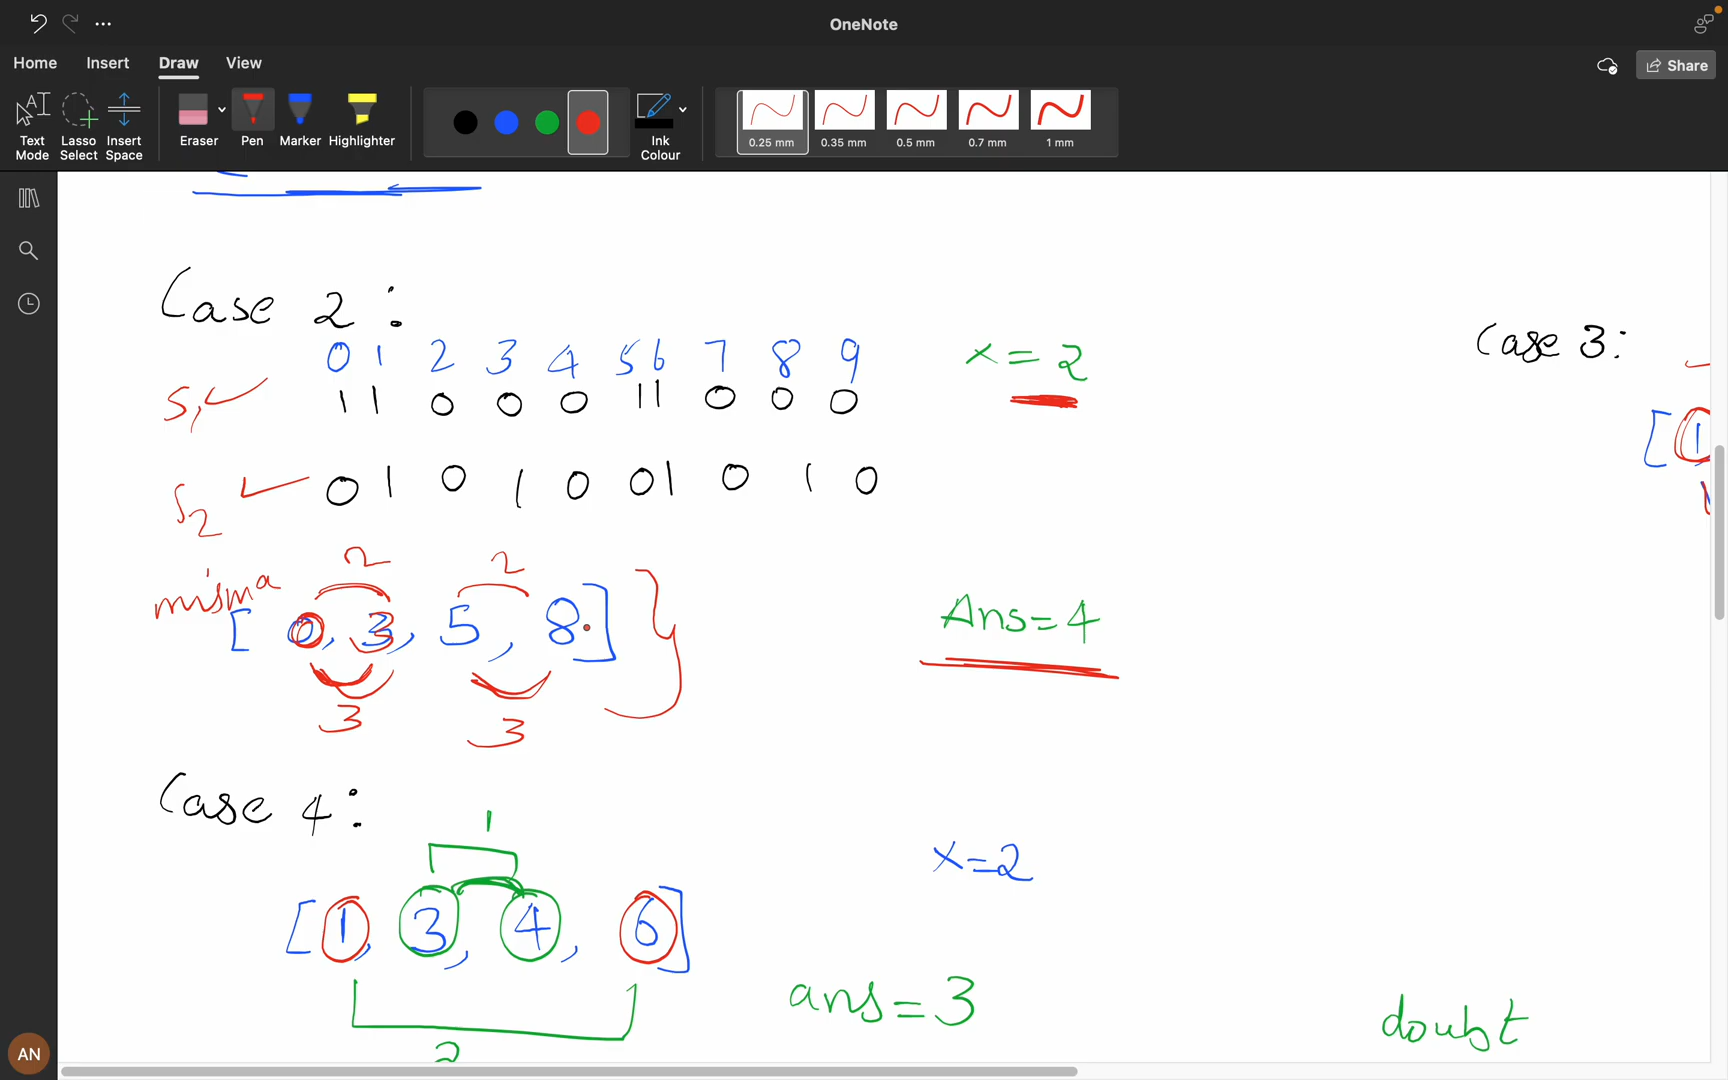 OneNote
Home Insert Draw View
Share
Text Mode
Lasso Select
Insert Space
Eraser
Pen
Marker
Highlighter
Ink Colour
0.25 mm
0.35 mm
0.5 mm
0.7 mm
1 mm
Case 2 :
0 1 2 3 4 5 6 7 8 9
x = 2
Case 3:
S1 1 1 0 0 0 1 1 0 0 0
[ 1
S2 0 1 0 1 0 0 1 0 1 0
2 2
misma
[ 0, 3, 5, 8 ]
Ans = 4
3 3
Case 4 :
1
x = 2
[ 1, 3, 4, 6 ]
ans = 3
doubt
2
AN